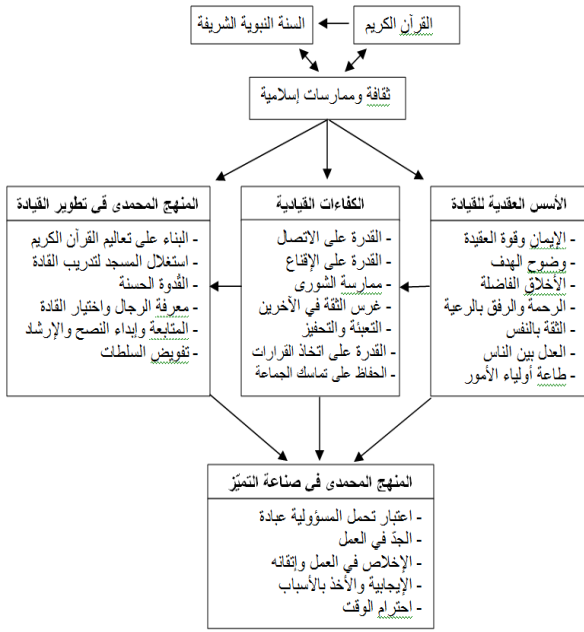 القرآن الكريم
السنة النبوية الشريفة
ثقافة وممارسات إسلامية
الأسس العقدية للقيادة
- الإيمان وقوة العقيدة
- وضوح الهدف
- الأخلاق الفاضلة
- الرحمة والرفق بالرعية
- الثقة بالنفس
- العدل بين الناس
- طاعة أولياء الأمور
الكفاءات القيادية
- القدرة على الاتصال
- القدرة على الإقناع
- ممارسة الشورى
- غرس الثقة في الآخرين
- التعبئة والتحفيز
- القدرة على اتخاذ القرارات
- الحفاظ على تماسك الجماعة
المنهج المحمدى في تطوير القيادة
- البناء على تعاليم القرآن الكريم
- استغلال المسجد لتدريب القادة
- القُدوة الحسنة
- معرفة الرجال واختيار القادة
- المتابعة وإبداء النصح والإرشاد
- تفويض السلطات
المنهج المحمدى في صناعة التميّز
- اعتبار تحمل المسؤولية عبادة
- الجدّ في العمل
- الإخلاص في العمل وإتقانه
- الإيجابية والأخذ بالأسباب
- احترام الوقت